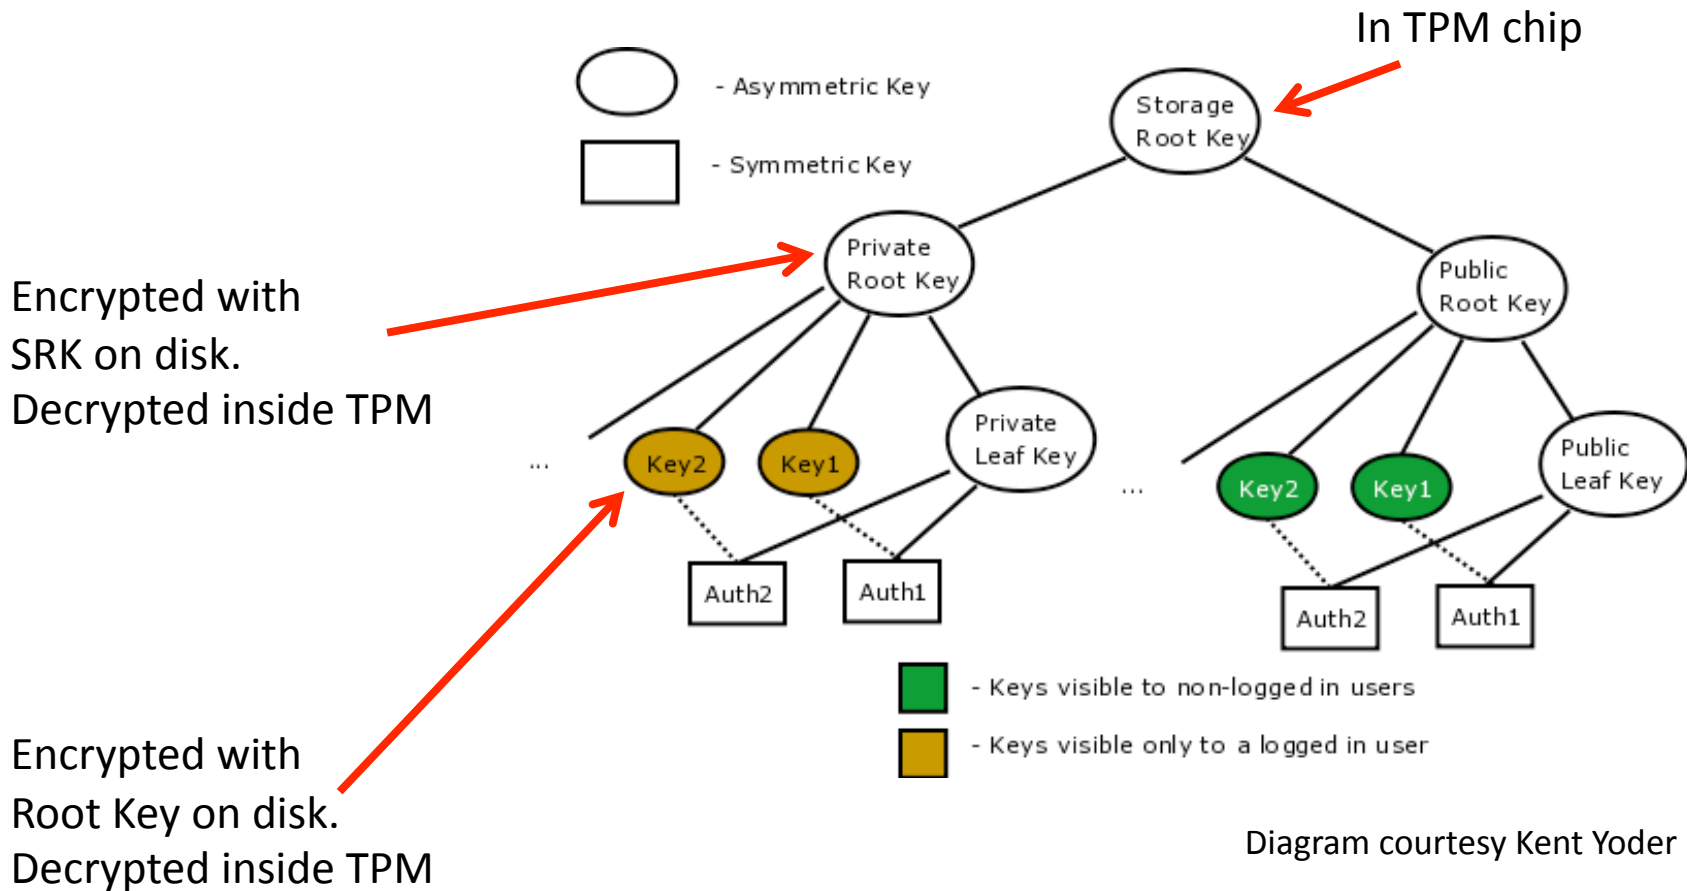 In TPM chip
- Asymmetric Key
- Symmetric Key
Storage
Root Key
Private
Root Key
Public
Root Key
Encrypted with
SRK on disk.
Decrypted inside TPM
...
Key2
Key1
Private
Leaf Key
...
Key2
Key1
Public
Leaf Key
Auth2
Auth1
Auth2
Auth1
- Keys visible to non-logged in users
- Keys visible only to a logged in user
Encrypted with
Root Key on disk.
Decrypted inside TPM
Diagram courtesy Kent Yoder